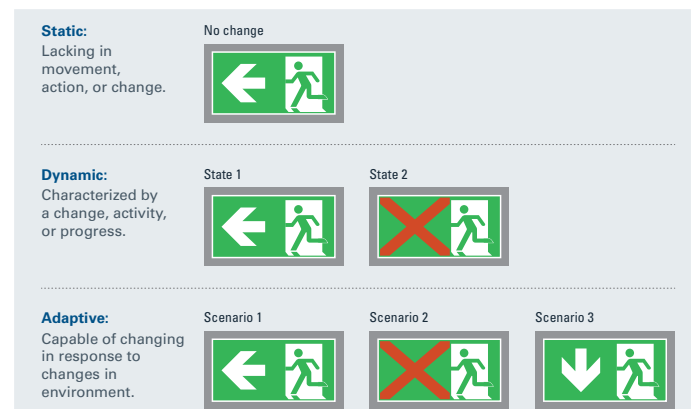 Static:
Lacking in
movement,
action, or change.
No change
Dynamic:
Characterized by
a change, activity,
or progress.
State 1
State 2
Adaptive:
Capable of changing
in response to
changes in
environment.
Scenario 1
Scenario 2
Scenario 3